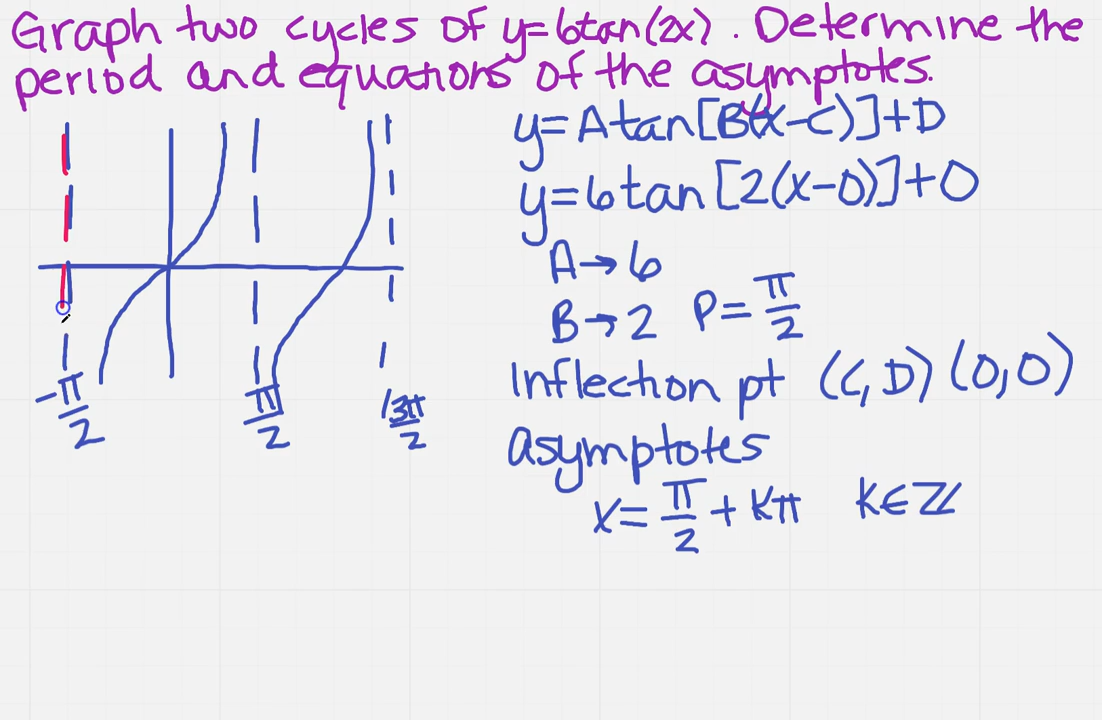 Graph two cycles of y=6tan(2x). Determine the
period and equations of the asymptotes.
y=Atan[B(x-C)]+D
y=6tan[2(x-0)]+0
A→6
B→2 P=π/2
Inflection pt (C,D) (0,0)
asymptotes
x=π/2+kπ k∈ℤ
-π/2 π/2 3π/2